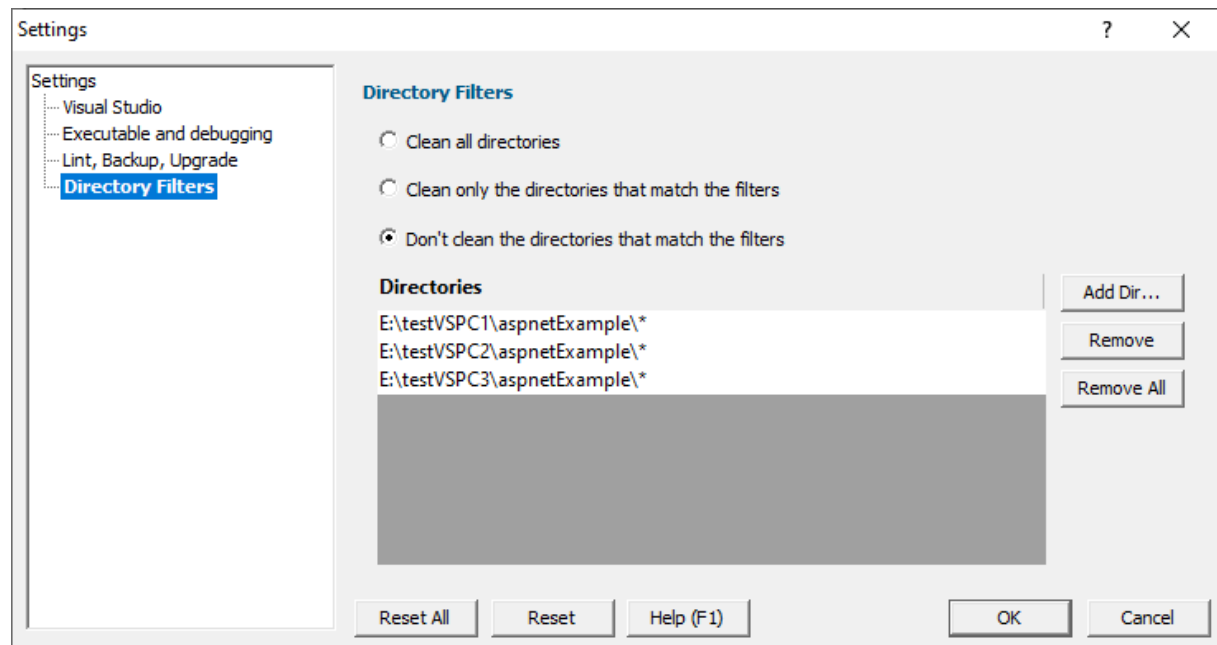 Settings
?
Settings
Visual Studio
Executable and debugging
Lint, Backup, Upgrade
Directory Filters
Directory Filters
Clean all directories
Clean only the directories that match the filters
Don't clean the directories that match the filters
Directories
E:\testVSPC1\aspnetExample\*
E:\testVSPC2\aspnetExample\*
E:\testVSPC3\aspnetExample\*
Add Dir...
Remove
Remove All
Reset All
Reset
Help (F1)
OK
Cancel